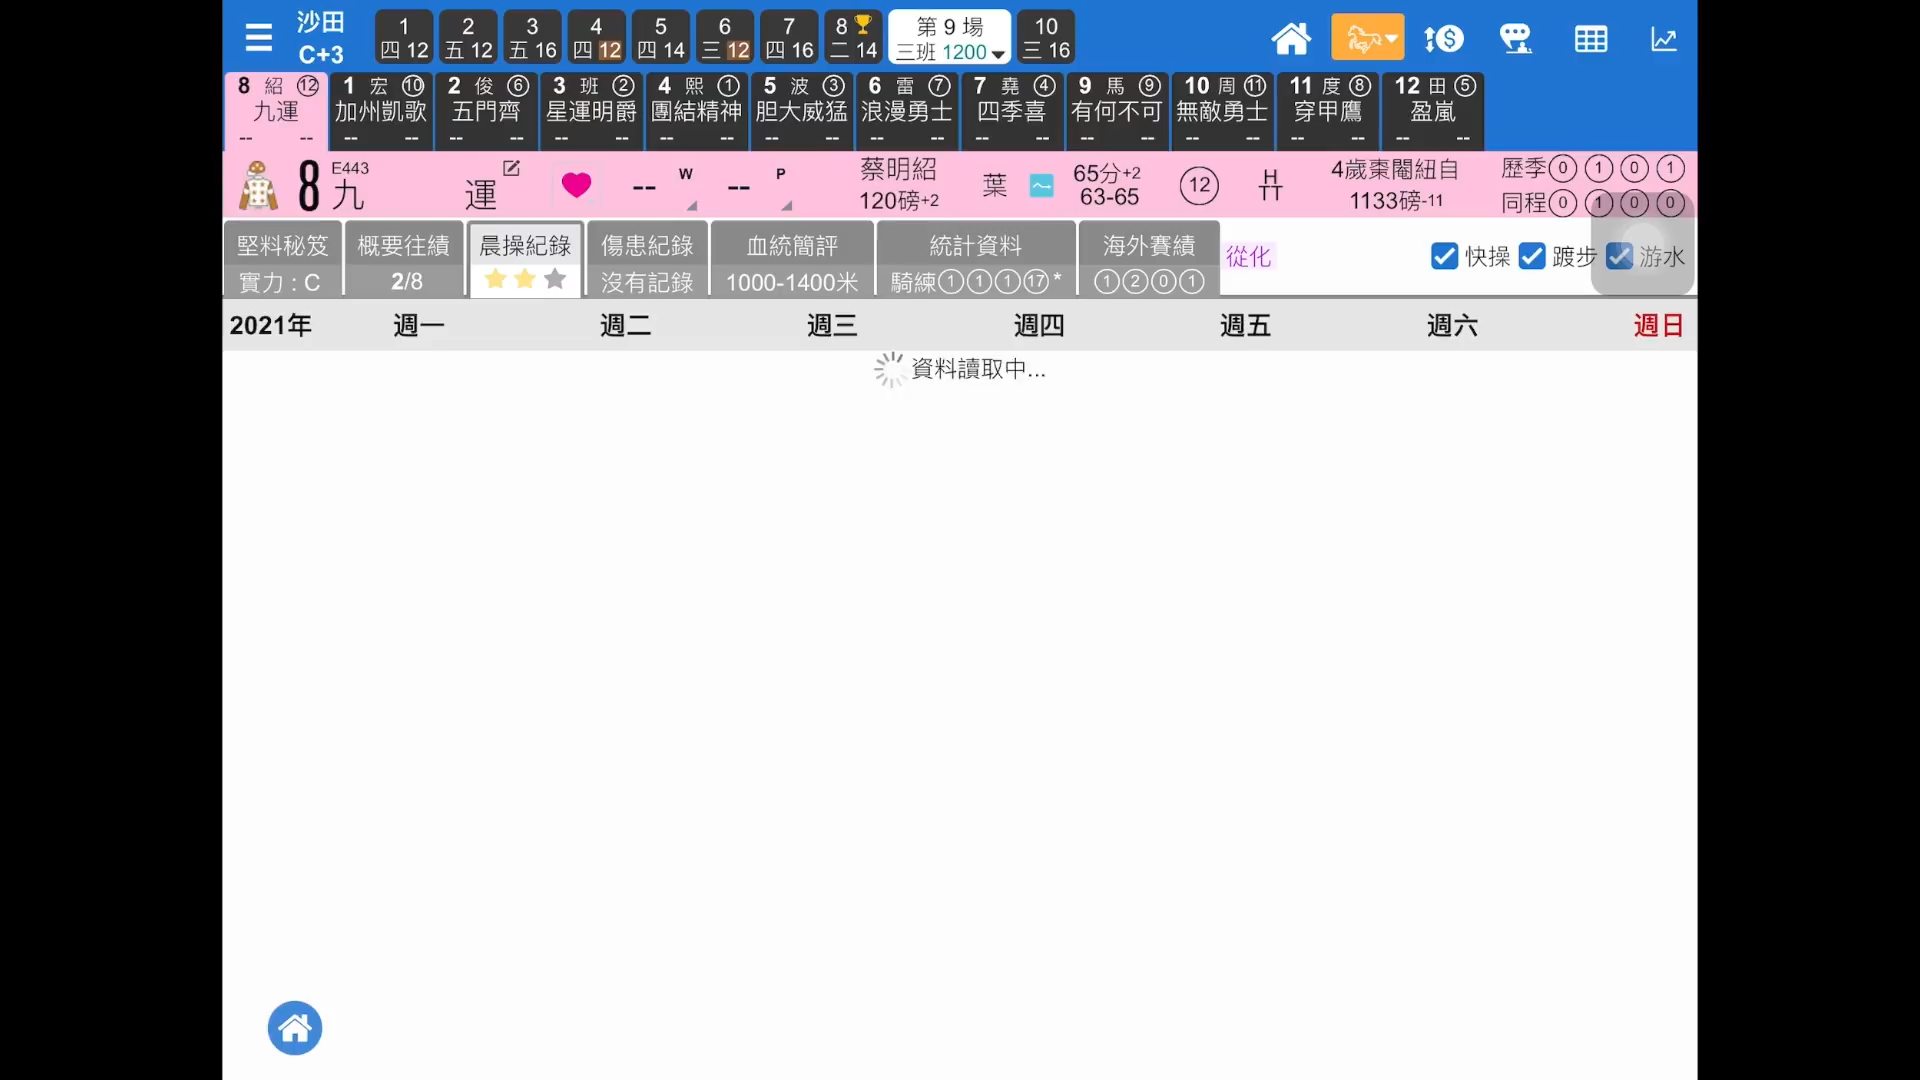 沙田
C+3
1
四 12
2
五 12
3
五 16
4
四 12
5
四 14
6
三 12
7
四 16
8
二 14
第 9 場
三班 1200
10
三 16
8 紹 ⑫
九運
-- --
1 宏 ⑩
加州凱歌
-- --
2 俊 ⑥
五門齊
-- --
3 班 ②
星運明爵
-- --
4 熙 ①
團結精神
-- --
5 波 ③
胆大威猛
-- --
6 雷 ⑦
浪漫勇士
-- --
7 堯 ④
四季喜
-- --
9 馬 ⑨
有何不可
-- --
10 周 ⑪
無敵勇士
-- --
11 度 ⑧
穿甲鷹
-- --
12 田 ⑤
盈嵐
-- --
8
E443
九 運
-- W
-- P
蔡明紹
120磅+2
葉
65分+2
63-65
⑫
H
TT
4歲棗閹紐自
1133磅-11
歷季⓪ ① ⓪ ①
同程⓪ ① ⓪ ⓪
堅料秘笈
實力 : C
概要往績
2/8
晨操紀錄
傷患紀錄
沒有記錄
血統簡評
1000-1400米
統計資料
騎練①①①⑰*
海外賽績
①②⓪①
從化
快操 踱步 游水
2021年 週一 週二 週三 週四 週五 週六 週日
資料讀取中...